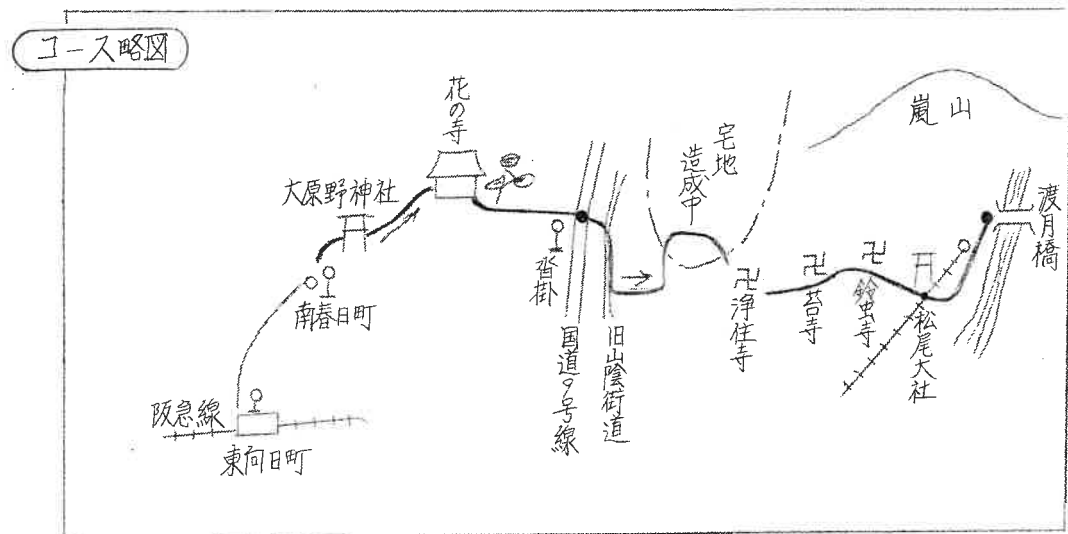 コース略図
花の寺
大原野神社
南春日町
阪急線
東向日町
沓掛
国道9号線
旧山陰街道
宅地
造成中
卍
浄住寺
卍
苔寺
卍
鈴虫寺
松尾大社
嵐山
渡月橋